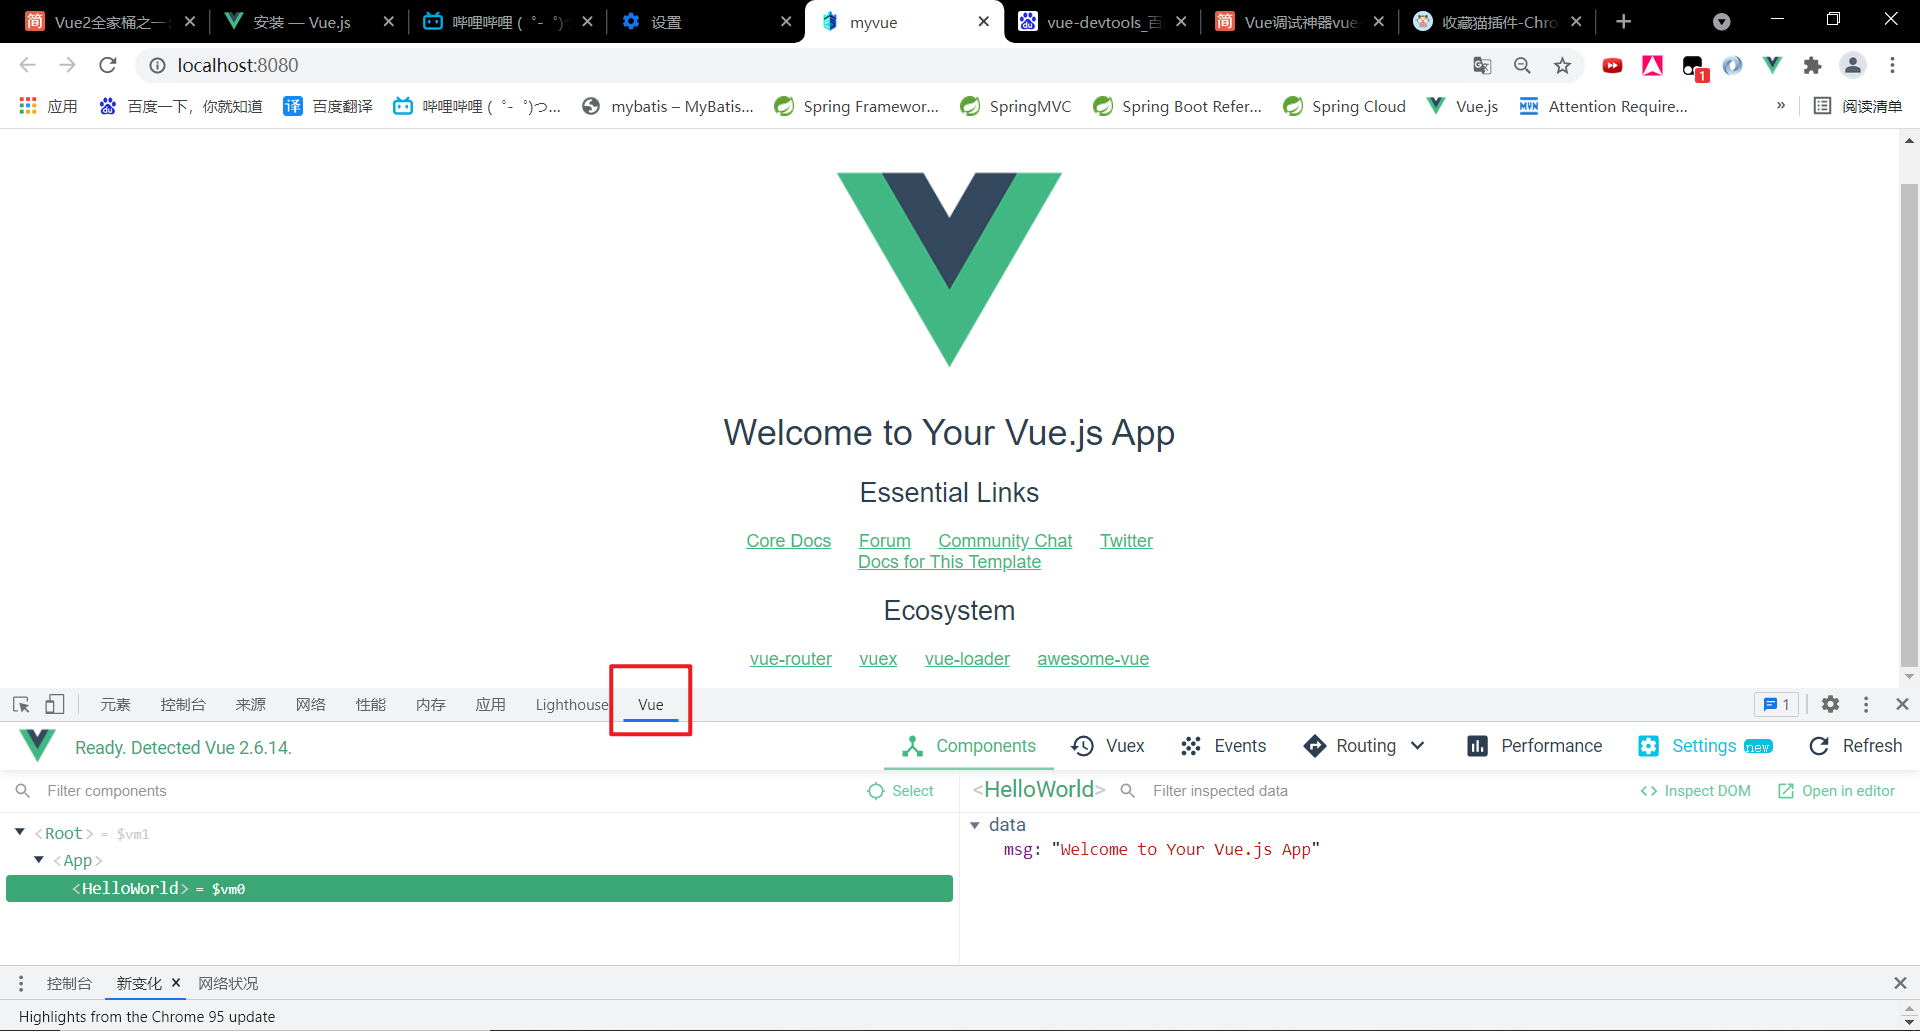 简 Vue2全家桶之一： 安装 — Vue.js 哔哩哔哩 (゜-゜)つ 设置 myvue vue-devtools_百 简 Vue调试神器vue- 收藏猫插件-Chro
localhost:8080 1
应用 百度一下，你就知道 译 百度翻译 哔哩哔哩 (゜-゜)つ... mybatis – MyBatis... Spring Framewor... SpringMVC Spring Boot Refer... Spring Cloud Vue.js Attention Require... » 阅读清单
Welcome to Your Vue.js App
Essential Links
Core Docs Forum Community Chat Twitter
Docs for This Template
Ecosystem
vue-router vuex vue-loader awesome-vue
元素 控制台 来源 网络 性能 内存 应用 Lighthouse Vue 1
Ready. Detected Vue 2.6.14. Components Vuex Events Routing Performance Settings new Refresh
Filter components Select <HelloWorld> Filter inspected data <> Inspect DOM Open in editor
<Root> = $vm1
<App>
<HelloWorld> = $vm0
data
msg: "Welcome to Your Vue.js App"
控制台 新变化 网络状况
Highlights from the Chrome 95 update